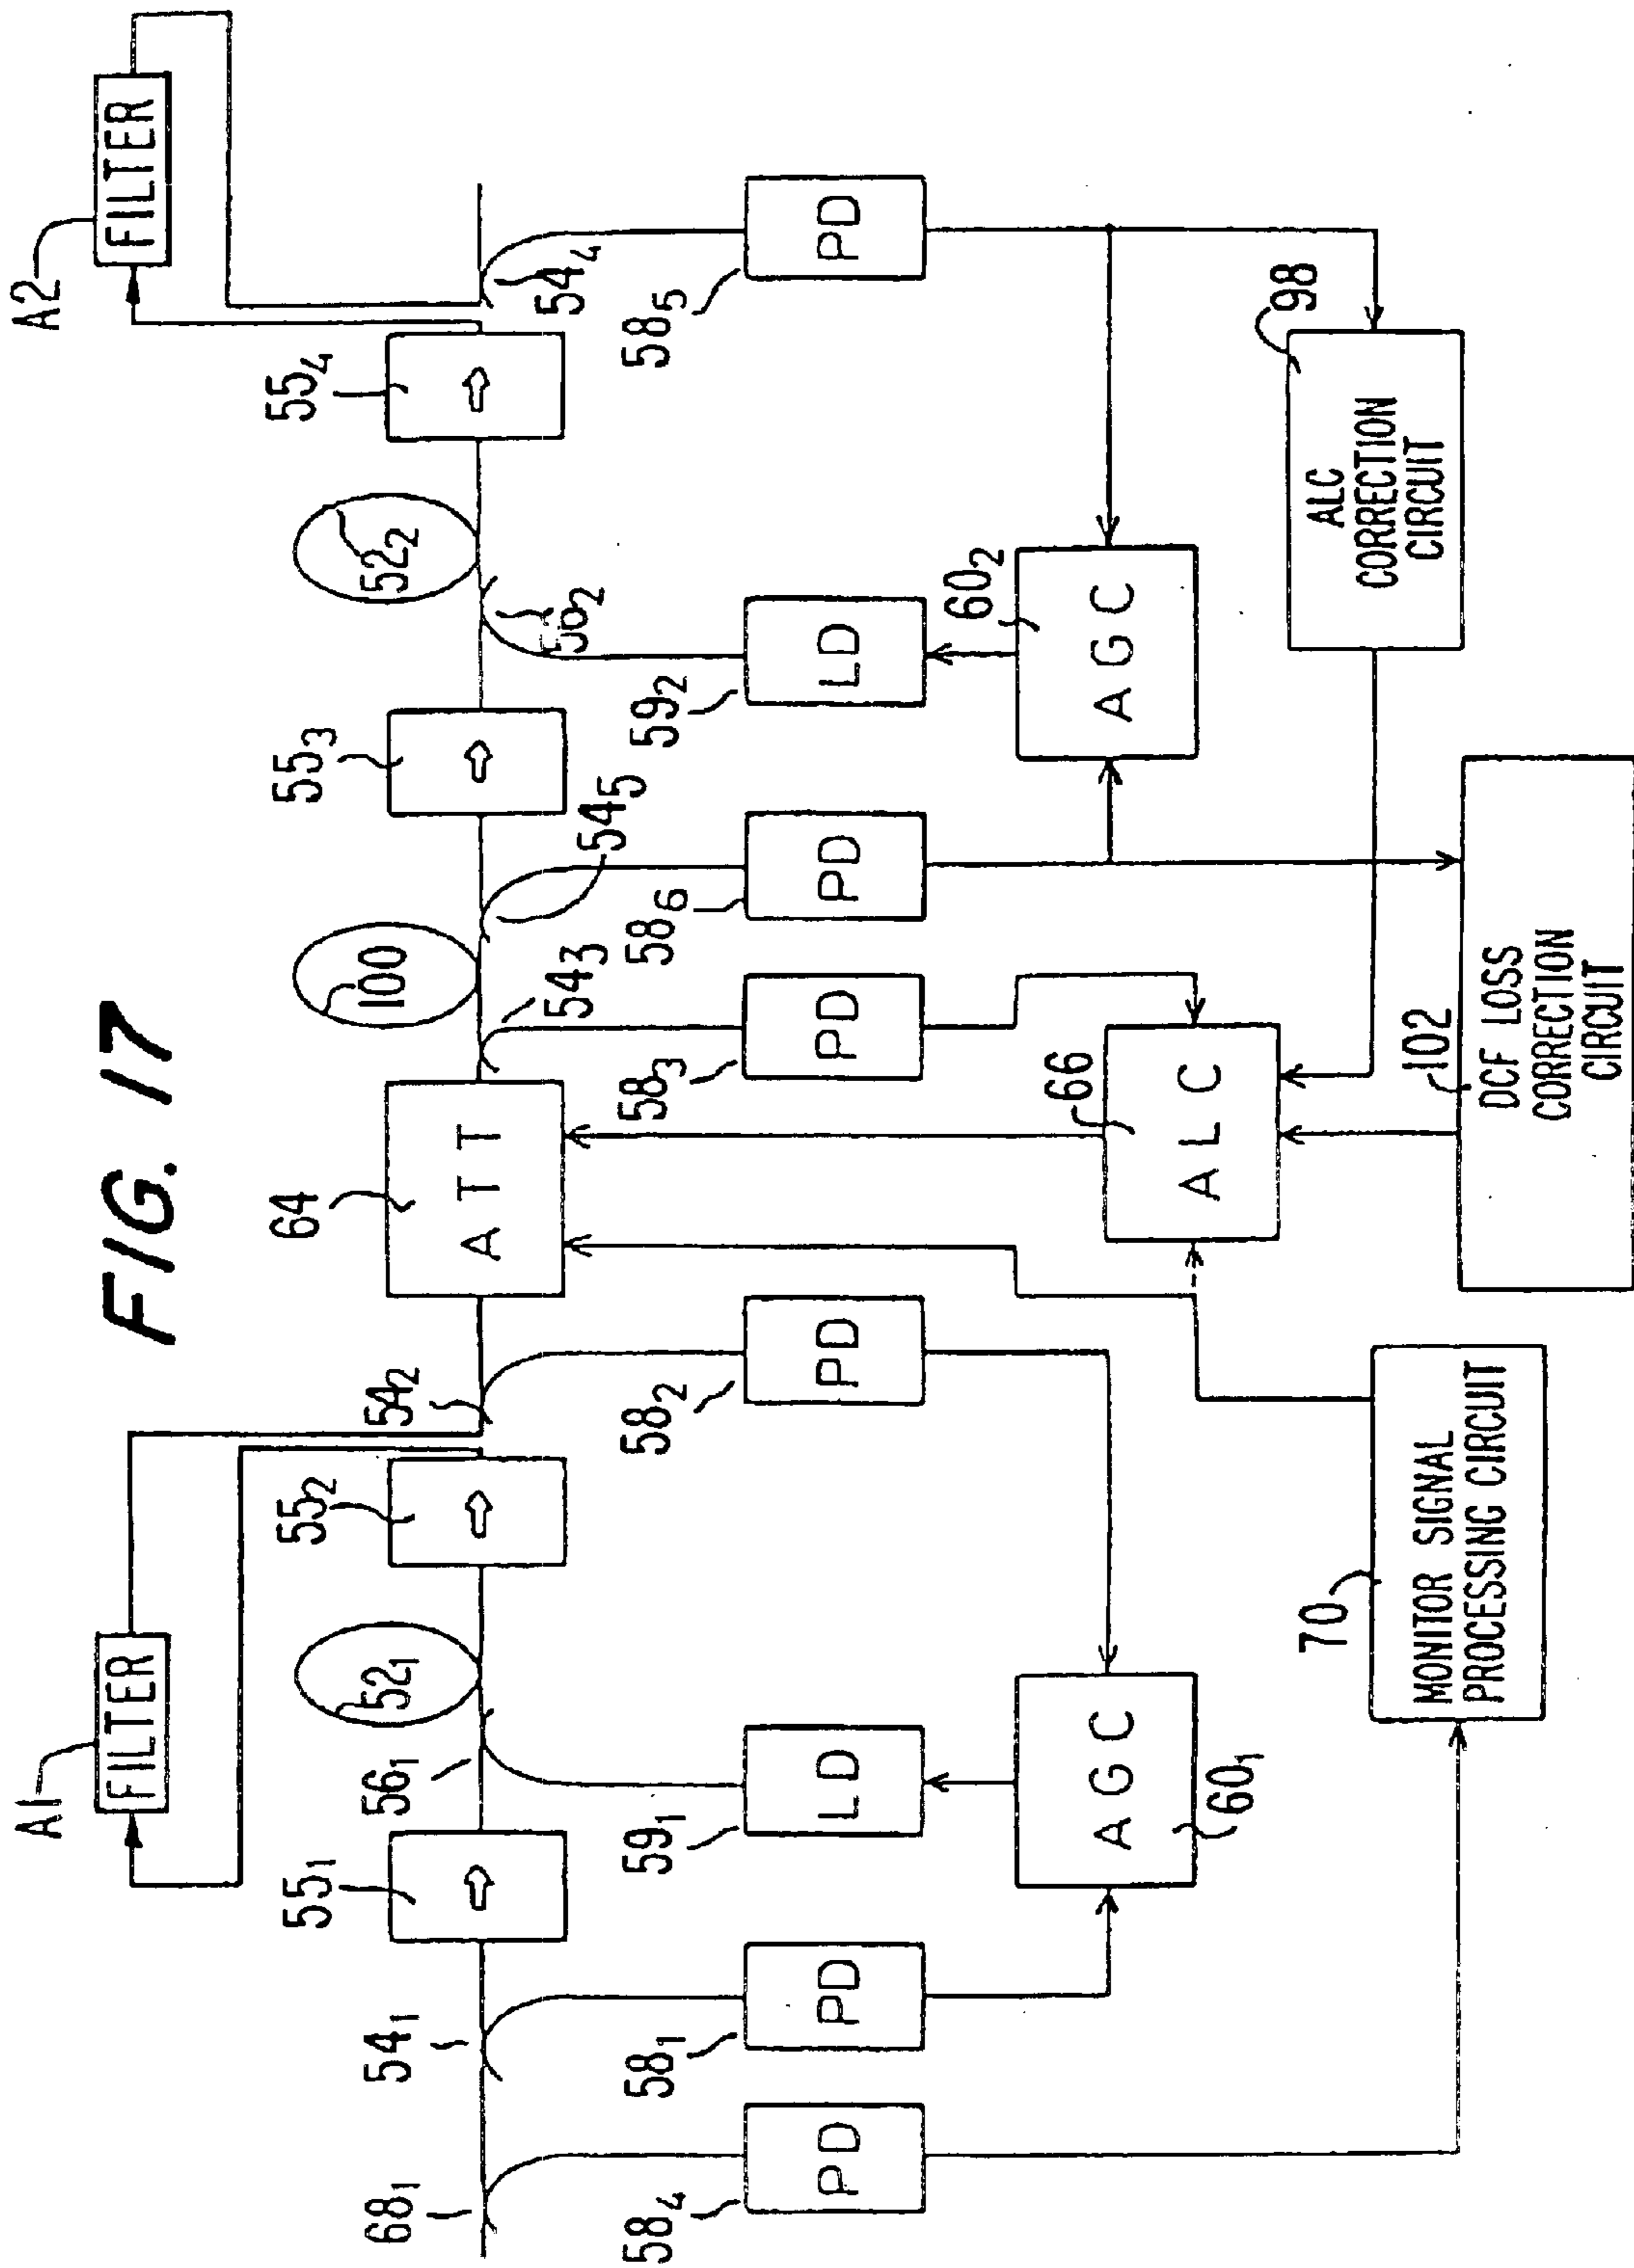 FIG. 17
A1
FILTER
A2
FILTER
68₁
54₁
55₁
56₁
52₁
55₂
54₂
64
ATT
54₃
100
54₅
55₃
56₂
52₂
55₄
54₄
58₄
PD
58₁
PD
59₁
LD
58₂
PD
58₃
PD
58₆
PD
59₂
LD
58₅
PD
AGC
60₁
66
ALC
60₂
AGC
70
MONITOR SIGNAL
PROCESSING CIRCUIT
102
DCF LOSS
CORRECTION
CIRCUIT
98
ALC
CORRECTION
CIRCUIT